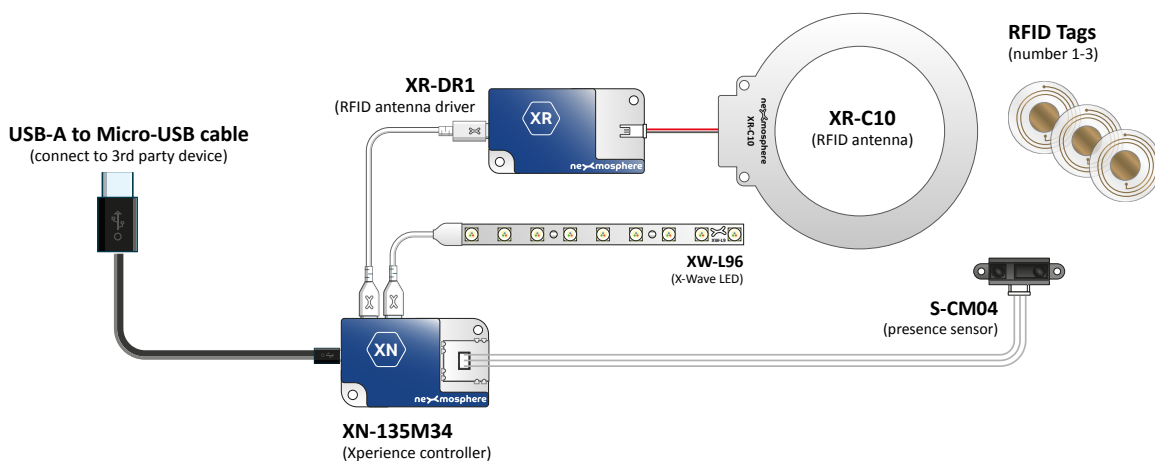 RFID Tags
(number 1-3)
XR-DR1
(RFID antenna driver
XR
nexmosphere
nexmosphere
XR-C10
XR-C10
(RFID antenna)
USB-A to Micro-USB cable
(connect to 3rd party device)
XW-L96
(X-Wave LED)
S-CM04
(presence sensor)
XN
nexmosphere
XN-135M34
(Xperience controller)